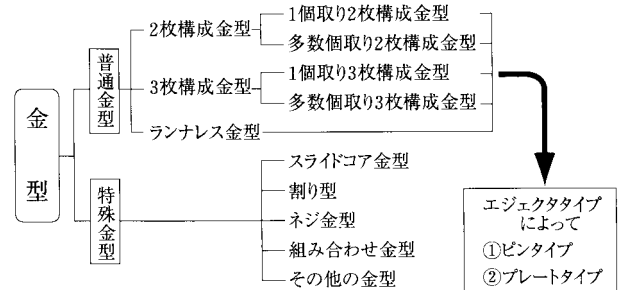 金型
普通金型
2枚構成金型
1個取り2枚構成金型
多数個取り2枚構成金型
3枚構成金型
1個取り3枚構成金型
多数個取り3枚構成金型
ランナレス金型
特殊金型
スライドコア金型
割り型
ネジ金型
組み合わせ金型
その他の金型
エジェクタタイプ
によって
①ピンタイプ
②プレートタイプ